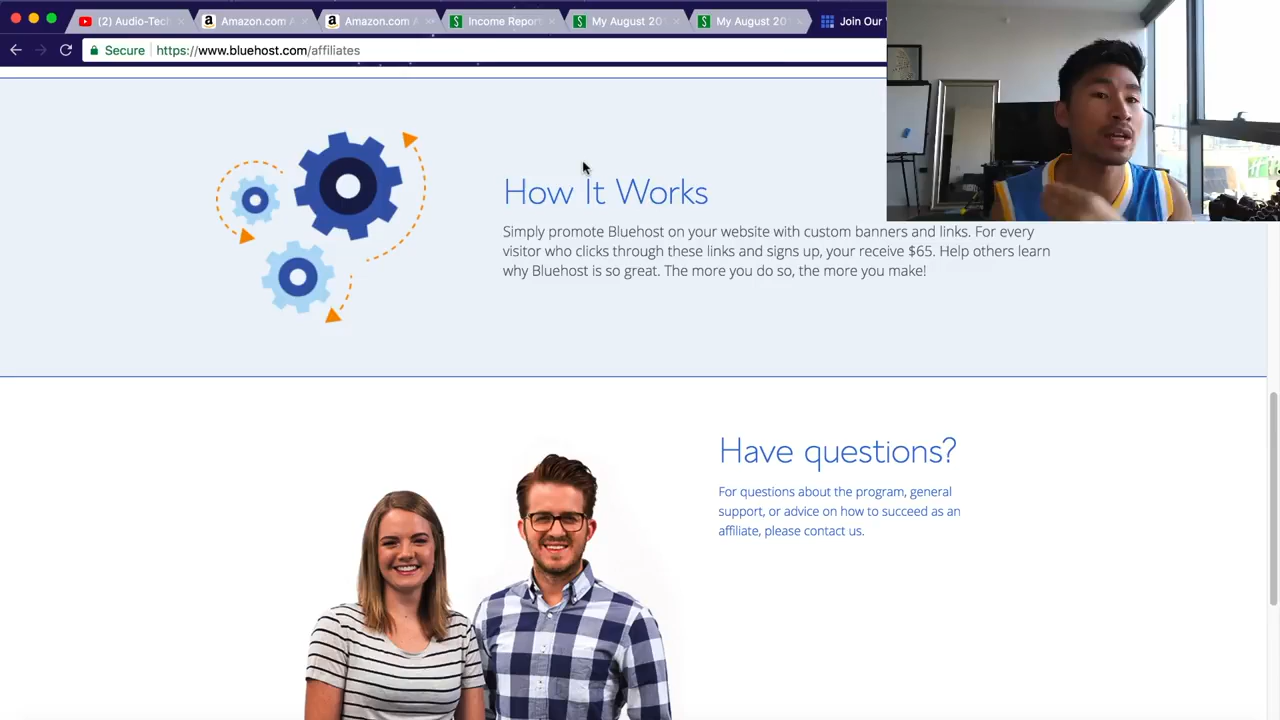 (2) Audio-Tech
Amazon.com A
Amazon.com A
Income Report
My August 201
My August 201
Join Our
Secure
https://www.bluehost.com/affiliates
How It Works
Simply promote Bluehost on your website with custom banners and links. For every
visitor who clicks through these links and signs up, your receive $65. Help others learn
why Bluehost is so great. The more you do so, the more you make!
Have questions?
For questions about the program, general
support, or advice on how to succeed as an
affiliate, please contact us.